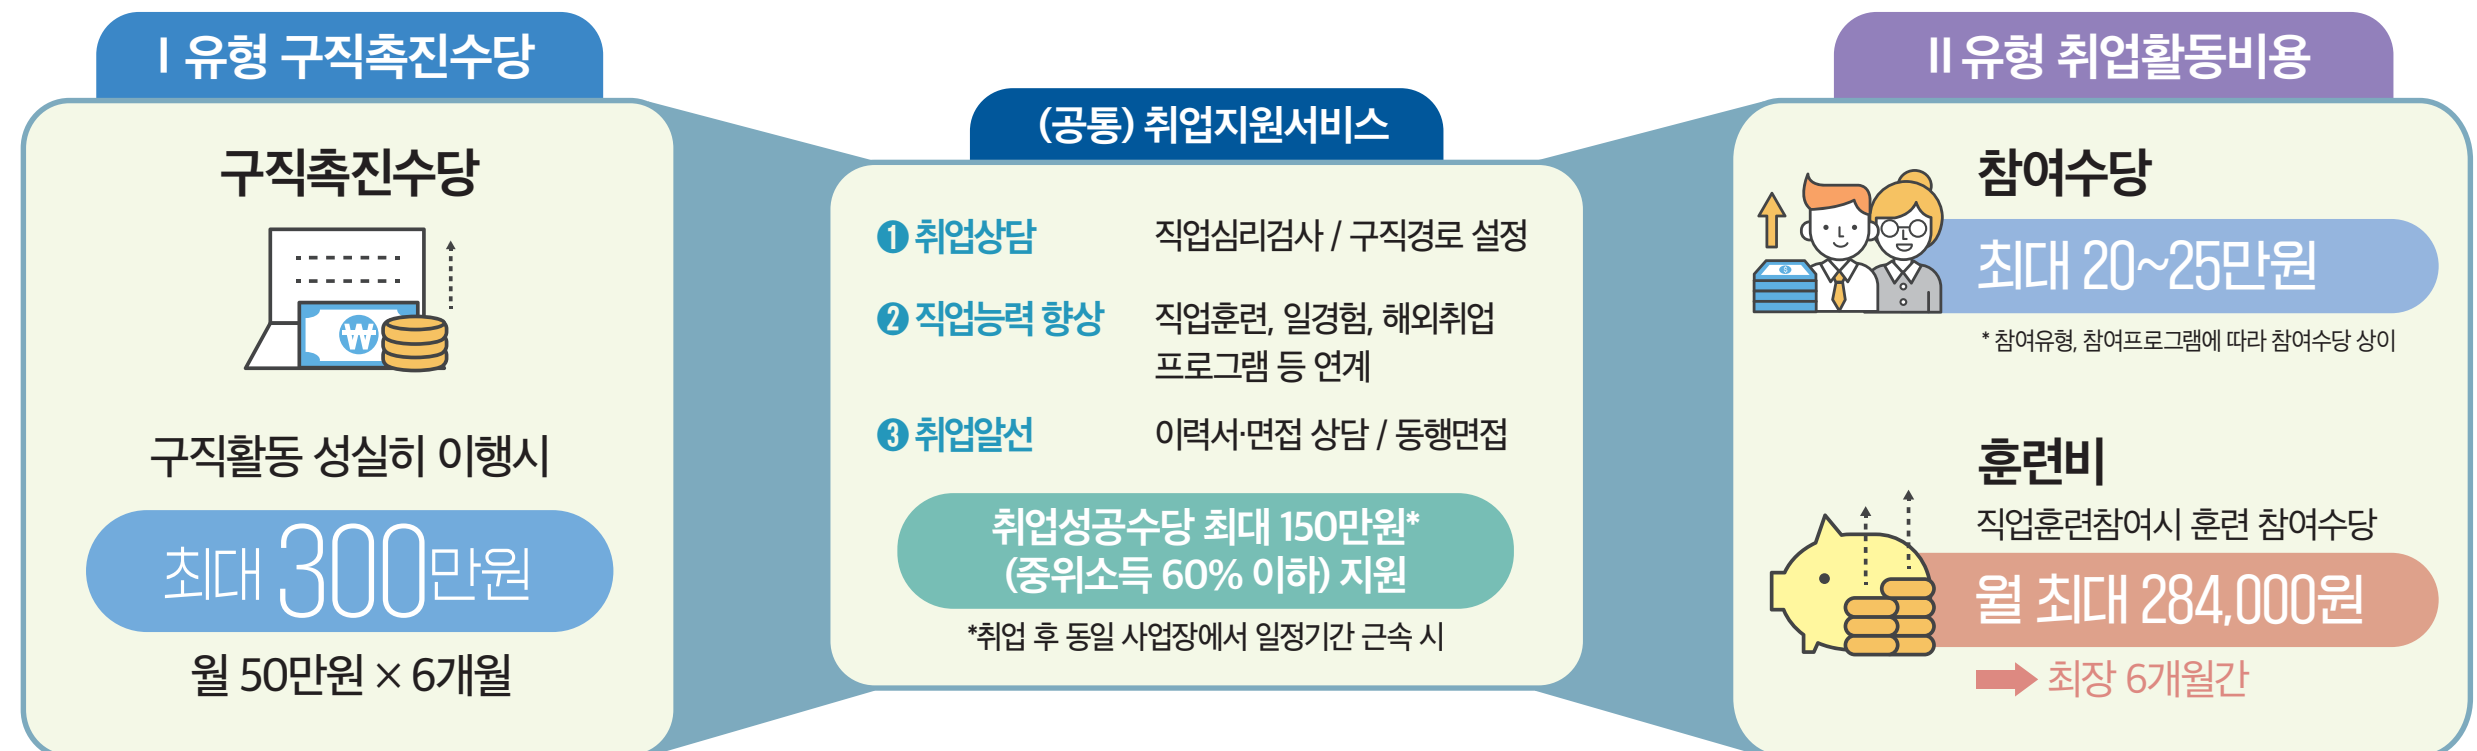 Ⅰ유형 구직촉진수당
구직촉진수당
구직활동 성실히 이행시
최대 300만원
월 50만원 × 6개월
(공통) 취업지원서비스
❶ 취업상담 직업심리검사 / 구직경로 설정
❷ 직업능력 향상 직업훈련, 일경험, 해외취업
프로그램 등 연계
❸ 취업알선 이력서·면접 상담 / 동행면접
취업성공수당 최대 150만원*
(중위소득 60% 이하) 지원
*취업 후 동일 사업장에서 일정기간 근속 시
Ⅱ유형 취업활동비용
참여수당
최대 20~25만원
* 참여유형, 참여프로그램에 따라 참여수당 상이
훈련비
직업훈련참여시 훈련 참여수당
월 최대 284,000원
최장 6개월간